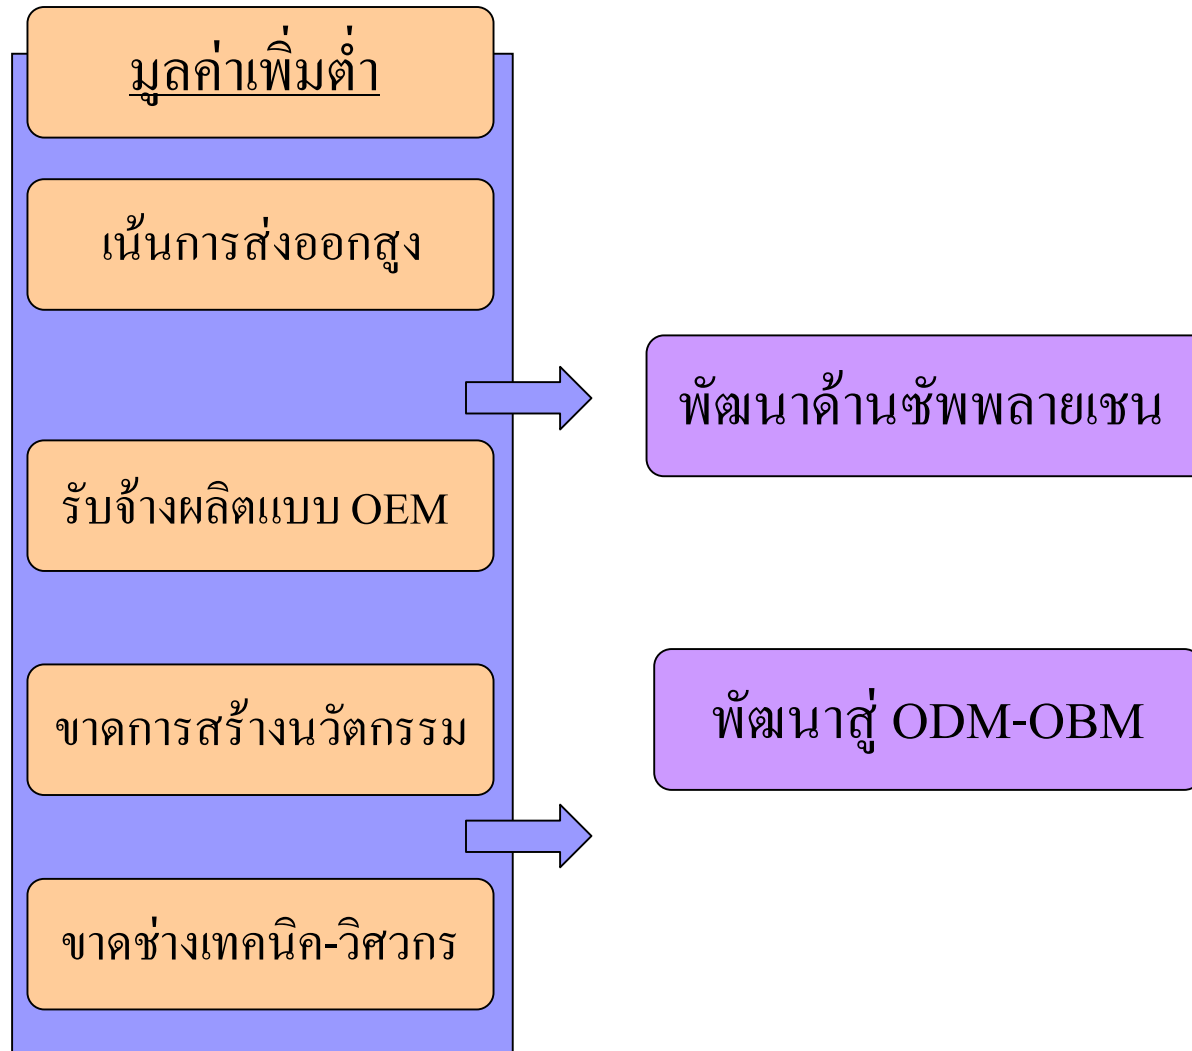 มูลค่าเพิ่มต่ำ
เน้นการส่งออกสูง
รับจ้างผลิตแบบ OEM
ขาดการสร้างนวัตกรรม
ขาดช่างเทคนิค-วิศวกร
พัฒนาด้านซัพพลายเชน
พัฒนาสู่ ODM-OBM